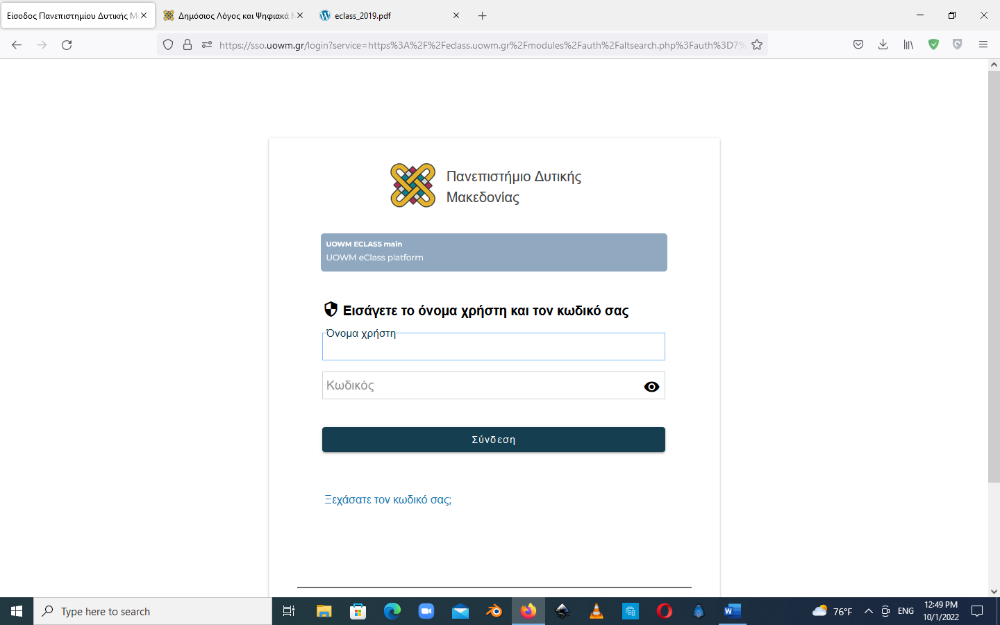 Είσοδος Πανεπιστημίου Δυτικής
Δημόσιος Λόγος και Ψηφιακά
eclass_2019.pdf
https://sso.uowm.gr/login?service=https%3A%2F%2Feclass.uowm.gr%2Fmodules%2Fauth%2Faltsearch.php%3Fauth%3D7%
Πανεπιστήμιο Δυτικής
Μακεδονίας
UOWM ECLASS main
UOWM eClass platform
Εισάγετε το όνομα χρήστη και τον κωδικό σας
Όνομα χρήστη
Κωδικός
Σύνδεση
Ξεχάσατε τον κωδικό σας;
Type here to search
76°F
ENG
12:49 PM
10/1/2022